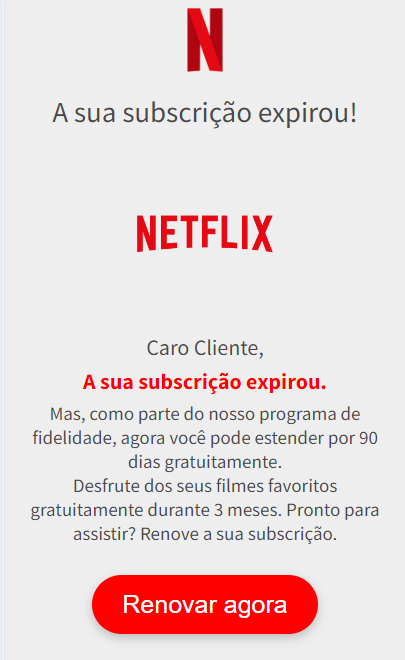 N
A sua subscrição expirou!
NETFLIX
Caro Cliente,
A sua subscrição expirou.
Mas, como parte do nosso programa de
fidelidade, agora você pode estender por 90
dias gratuitamente.
Desfrute dos seus filmes favoritos
gratuitamente durante 3 meses. Pronto para
assistir? Renove a sua subscrição.
Renovar agora